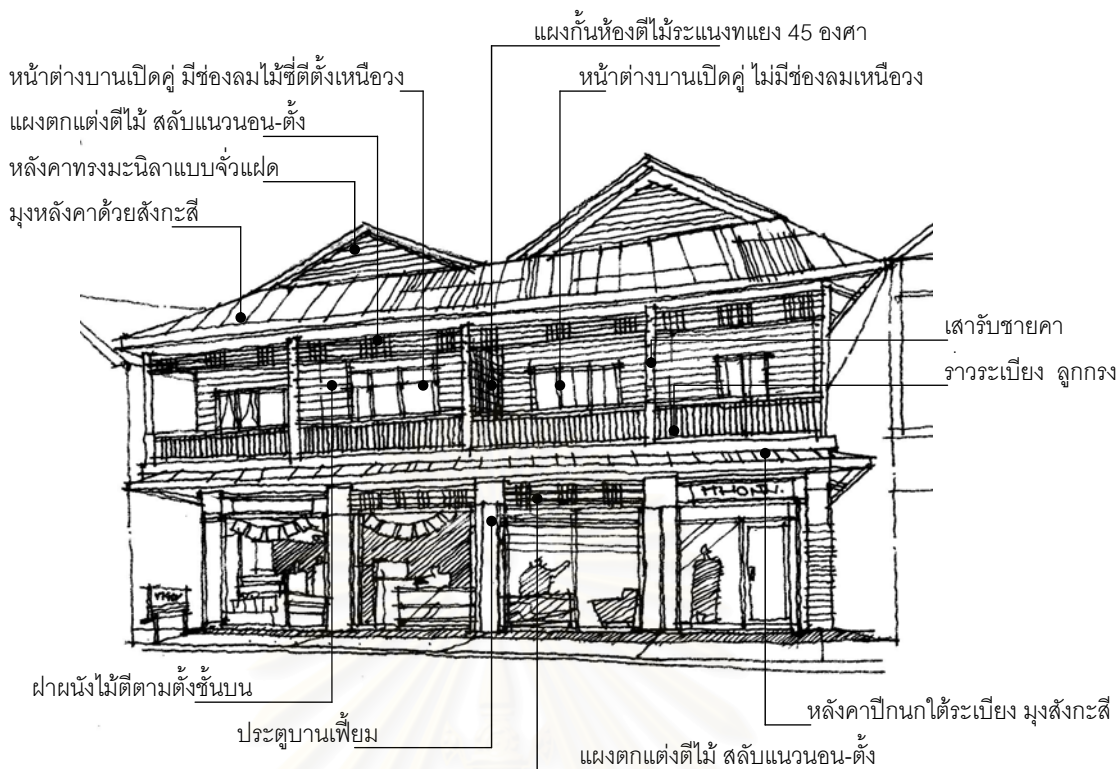 แผงกั้นห้องตีไม้ระแนงทแยง 45 องศา
หน้าต่างบานเปิดคู่ มีช่องลมไม้ซี่ตีตั้งเหนือวง
หน้าต่างบานเปิดคู่ ไม่มีช่องลมเหนือวง
แผงตกแต่งตีไม้ สลับแนวนอน-ตั้ง
หลังคาทรงมะนิลาแบบจั่วแฝด
มุงหลังคาด้วยสังกะสี
เสารับชายคา
ราวระเบียง ลูกกรง
ฝาผนังไม้ตีตามตั้งชั้นบน
หลังคาปีกนกใต้ระเบียง มุงสังกะสี
ประตูบานเฟี้ยม
แผงตกแต่งตีไม้ สลับแนวนอน-ตั้ง